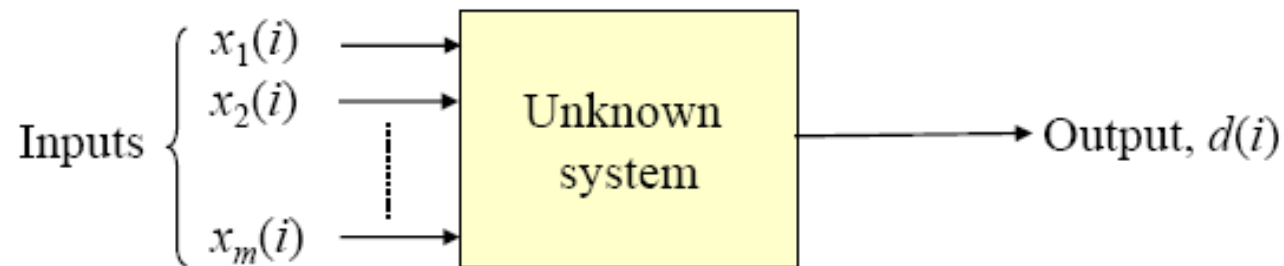 x₁(i)
x₂(i)
Inputs
xₘ(i)
Unknown
system
Output, d(i)